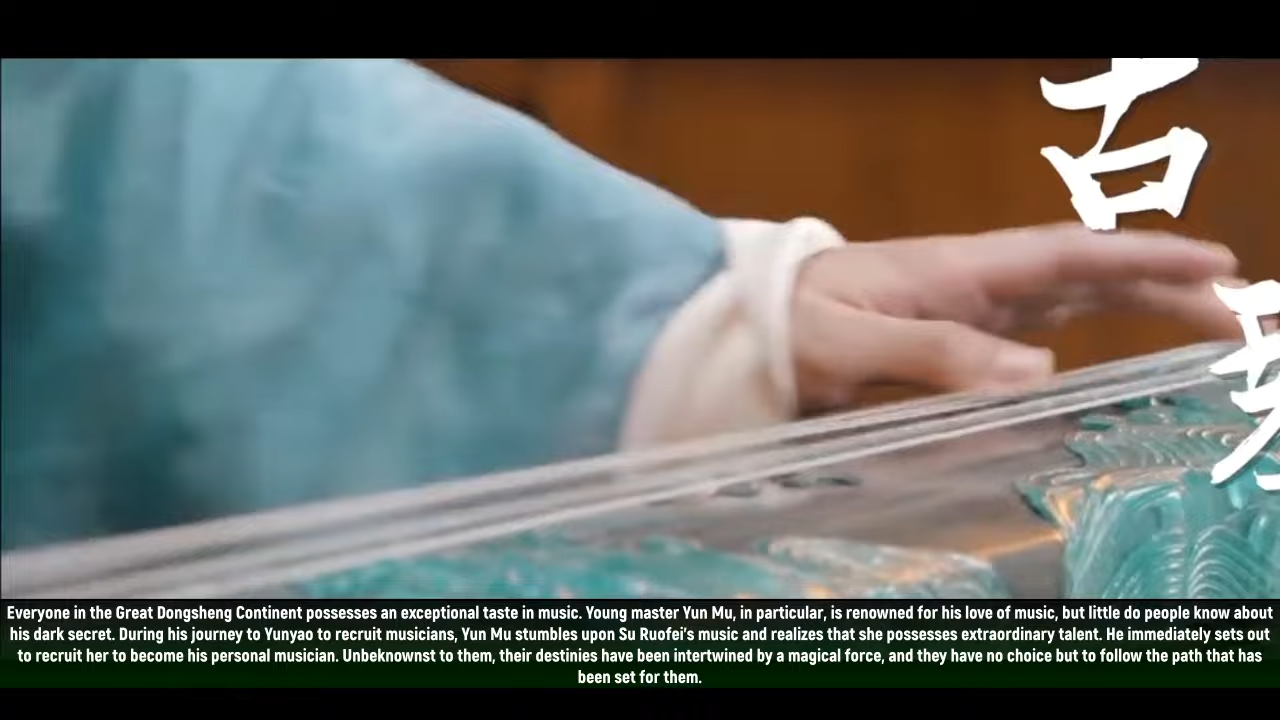 古
Everyone in the Great Dongsheng Continent possesses an exceptional taste in music. Young master Yun Mu, in particular, is renowned for his love of music, but little do people know about
his dark secret. During his journey to Yunyao to recruit musicians, Yun Mu stumbles upon Su Ruofei's music and realizes that she possesses extraordinary talent. He immediately sets out
to recruit her to become his personal musician. Unbeknownst to them, their destinies have been intertwined by a magical force, and they have no choice but to follow the path that has
been set for them.